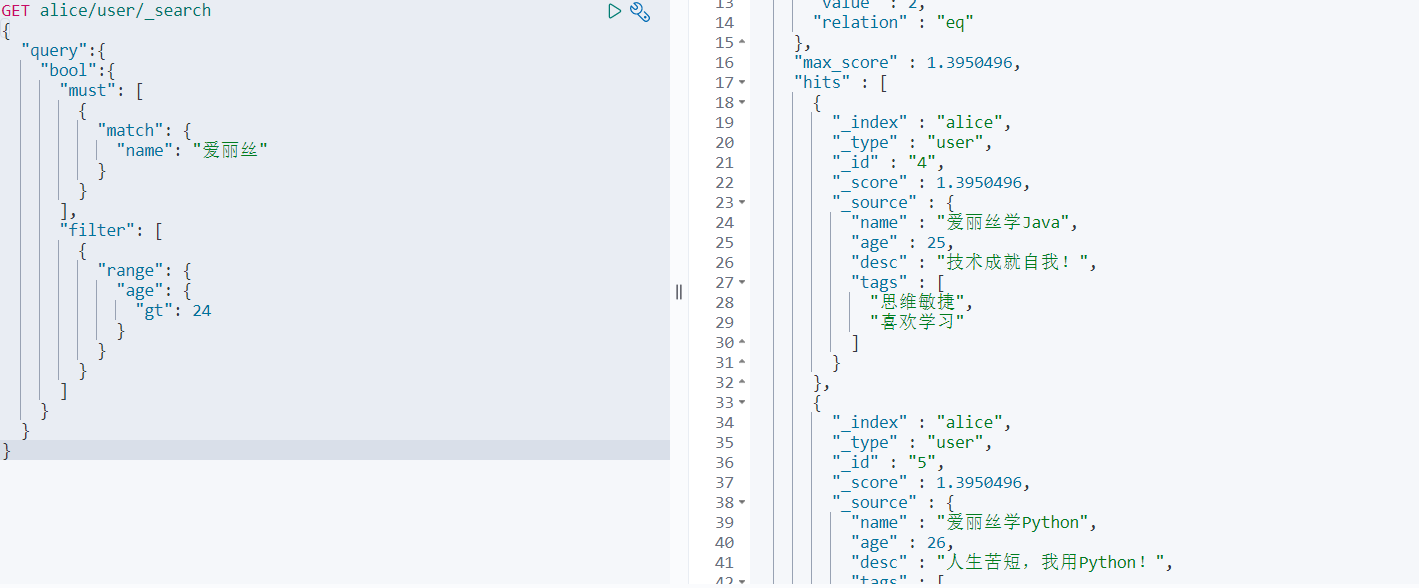 GET alice/user/_search
{
"query":{
"bool":{
"must": [
{
"match": {
"name": "爱丽丝"
}
}
],
"filter": [
{
"range": {
"age": {
"gt": 24
}
}
}
]
}
}
}
13 "value" : 2,
14 "relation" : "eq"
15 },
16 "max_score" : 1.3950496,
17 "hits" : [
18 {
19 "_index" : "alice",
20 "_type" : "user",
21 "_id" : "4",
22 "_score" : 1.3950496,
23 "_source" : {
24 "name" : "爱丽丝学Java",
25 "age" : 25,
26 "desc" : "技术成就自我！",
27 "tags" : [
28 "思维敏捷",
29 "喜欢学习"
30 ]
31 }
32 },
33 {
34 "_index" : "alice",
35 "_type" : "user",
36 "_id" : "5",
37 "_score" : 1.3950496,
38 "_source" : {
39 "name" : "爱丽丝学Python",
40 "age" : 26,
41 "desc" : "人生苦短，我用Python！",
42 "tags" : [